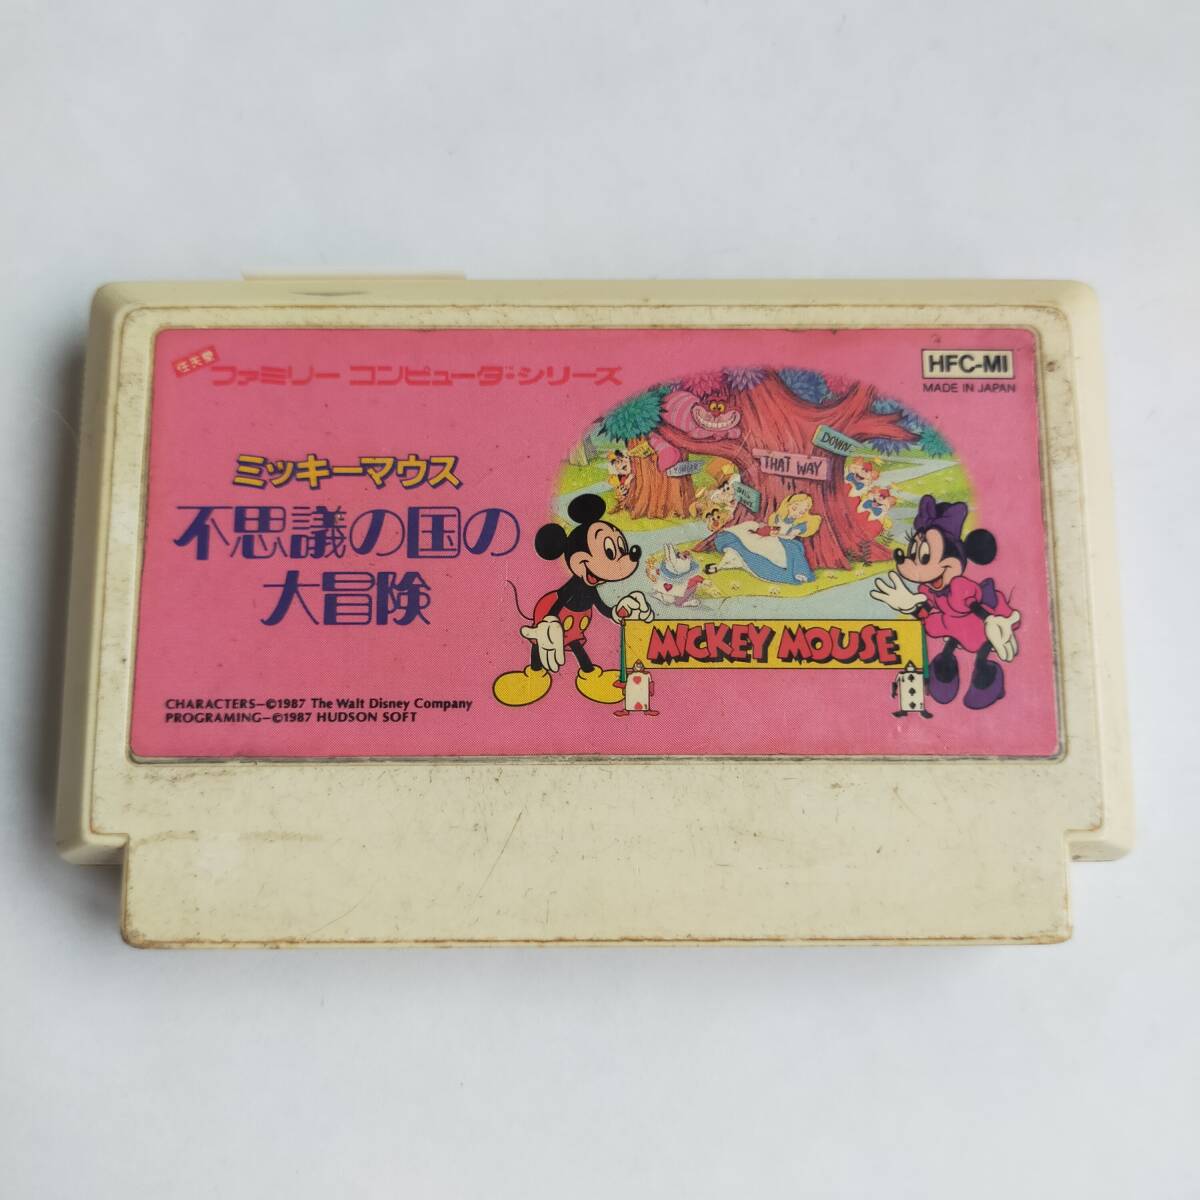 任天堂
ファミリー コンピュータ™シリーズ
HFC-MI
MADE IN JAPAN
ミッキーマウス
不思議の国の
大冒険
THAT WAY
DOWN
MICKEY MOUSE
CHARACTERS-©1987 The Walt Disney Company
PROGRAMING-©1987 HUDSON SOFT